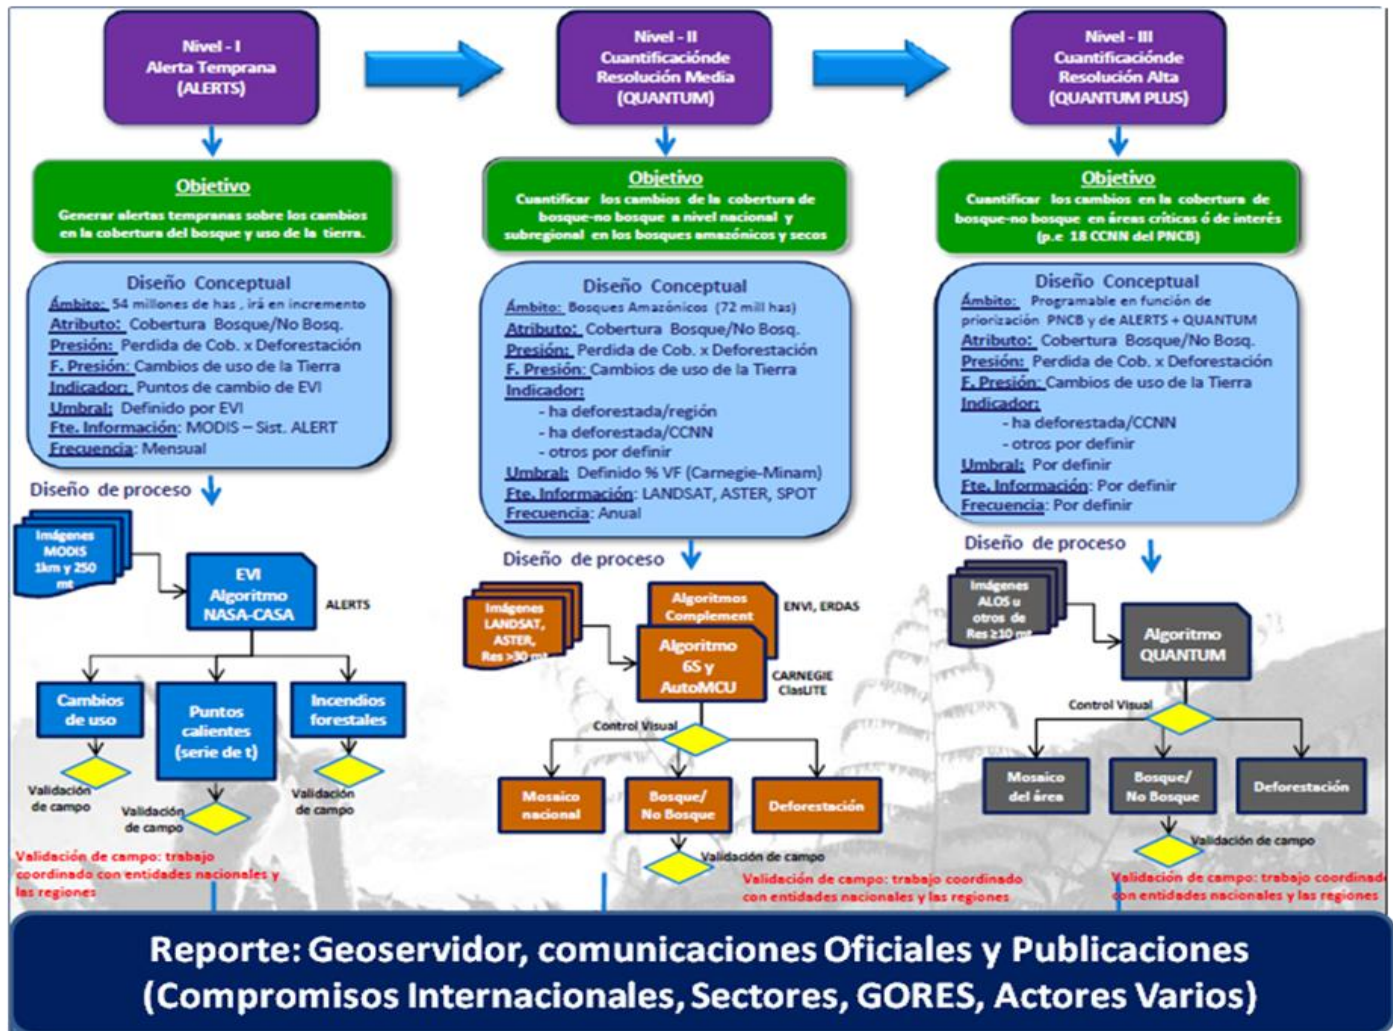 Nivel - I
Alerta Temprana
(ALERTS)
Nivel - II
Cuantificaciónde
Resolución Media
(QUANTUM)
Nivel - III
Cuantificaciónde
Resolución Alta
(QUANTUM PLUS)
Objetivo
Generar alertas tempranas sobre los cambios
en la cobertura del bosque y uso de la tierra.
Objetivo
Cuantificar los cambios de la cobertura de
bosque-no bosque a nivel nacional y
subregional en los bosques amazónicos y secos
Objetivo
Cuantificar los cambios en la cobertura de
bosque-no bosque en áreas críticas ó de interés
(p.e 18 CCNN del PNCB)
Diseño Conceptual
Ámbito: 54 millones de has , irá en incremento
Atributo: Cobertura Bosque/No Bosq.
Presión: Perdida de Cob. x Deforestación
F. Presión: Cambios de uso de la Tierra
Indicador: Puntos de cambio de EVI
Umbral: Definido por EVI
Fte. Información: MODIS – Sist. ALERT
Frecuencia: Mensual
Diseño Conceptual
Ámbito: Bosques Amazónicos (72 mill has)
Atributo: Cobertura Bosque/No Bosq.
Presión: Perdida de Cob. x Deforestación
F. Presión: Cambios de uso de la Tierra
Indicador:
- ha deforestada/región
- ha deforestada/CCNN
- otros por definir
Umbral: Definido % VF (Carnegie-Minam)
Fte. Información: LANDSAT, ASTER, SPOT
Frecuencia: Anual
Diseño Conceptual
Ámbito: Programable en función de
priorización PNCB y de ALERTS + QUANTUM
Atributo: Cobertura Bosque/No Bosq.
Presión: Perdida de Cob. x Deforestación
F. Presión: Cambios de uso de la Tierra
Indicador:
- ha deforestada/CCNN
- otros por definir
Umbral: Por definir
Fte. Información: Por definir
Frecuencia: Por definir
Diseño de proceso
Imágenes
MODIS
1km y 250
mt
EVI
Algoritmo
NASA-CASA
ALERTS
Cambios
de uso
Puntos
calientes
(serie de t)
Incendios
forestales
Validación
de campo
Validación
de campo
Validación
de campo
Validación de campo: trabajo
coordinado con entidades nacionales y
las regiones
Diseño de proceso
Imágenes
LANDSAT,
ASTER,
Res >30 mt
Algoritmos
Complement
ENVI, ERDAS
Algoritmo
6S y
AutoMCU
CARNEGIE
ClasLITE
Control Visual
Mosaico
nacional
Bosque/
No Bosque
Deforestación
Validación de campo
Validación de campo: trabajo coordinado
con entidades nacionales y las regiones
Diseño de proceso
Imágenes
ALOS u
otros de
Res ≥10 mt
Algoritmo
QUANTUM
Control Visual
Mosaico
del área
Bosque/
No Bosque
Deforestación
Validación de campo
Validación de campo: trabajo coordinado
con entidades nacionales y las regiones
Reporte: Geoservidor, comunicaciones Oficiales y Publicaciones
(Compromisos Internacionales, Sectores, GORES, Actores Varios)